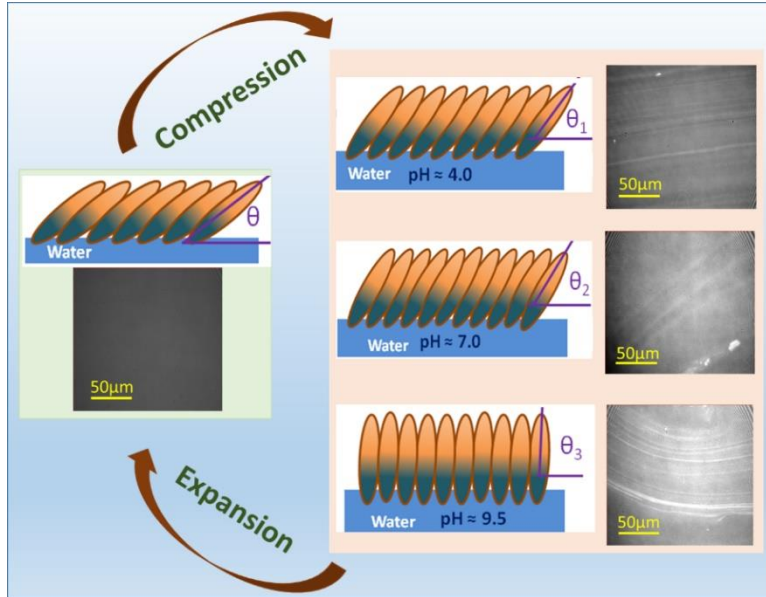 Compression
θ
Water
50μm
θ1
Water pH ≈ 4.0
50μm
θ2
Water pH ≈ 7.0
50μm
θ3
Water pH ≈ 9.5
50μm
Expansion